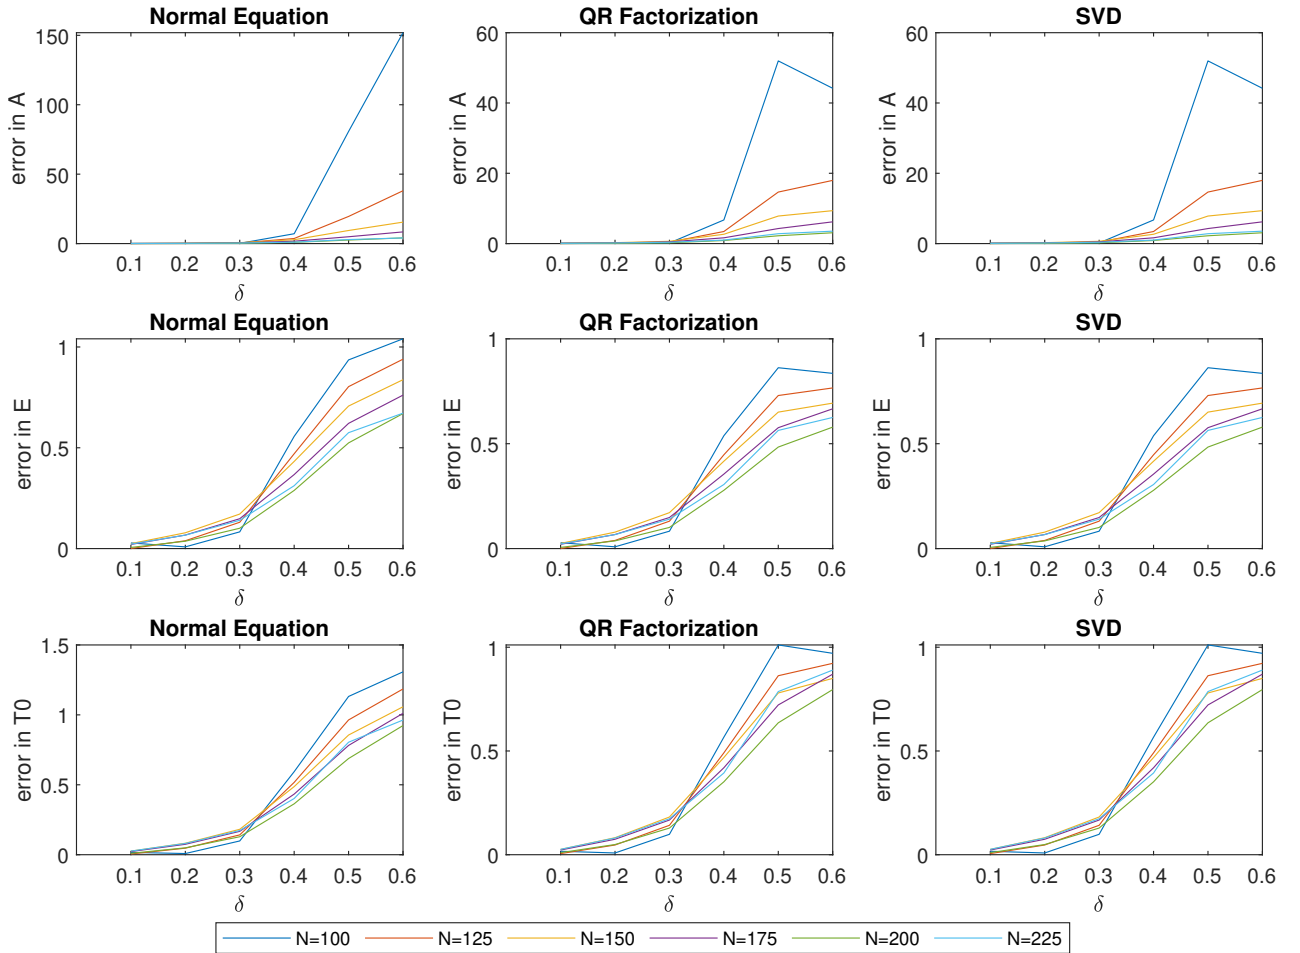 Normal Equation
QR Factorization
SVD
error in A
150
100
50
0
0.1 0.2 0.3 0.4 0.5 0.6
δ
error in A
60
40
20
0
0.1 0.2 0.3 0.4 0.5 0.6
δ
error in A
60
40
20
0
0.1 0.2 0.3 0.4 0.5 0.6
δ
Normal Equation
QR Factorization
SVD
error in E
1
0.5
0
0.1 0.2 0.3 0.4 0.5 0.6
δ
error in E
1
0.5
0
0.1 0.2 0.3 0.4 0.5 0.6
δ
error in E
1
0.5
0
0.1 0.2 0.3 0.4 0.5 0.6
δ
Normal Equation
QR Factorization
SVD
error in T0
1.5
1
0.5
0
0.1 0.2 0.3 0.4 0.5 0.6
δ
error in T0
1
0.5
0
0.1 0.2 0.3 0.4 0.5 0.6
δ
error in T0
1
0.5
0
0.1 0.2 0.3 0.4 0.5 0.6
δ
N=100 N=125 N=150 N=175 N=200 N=225